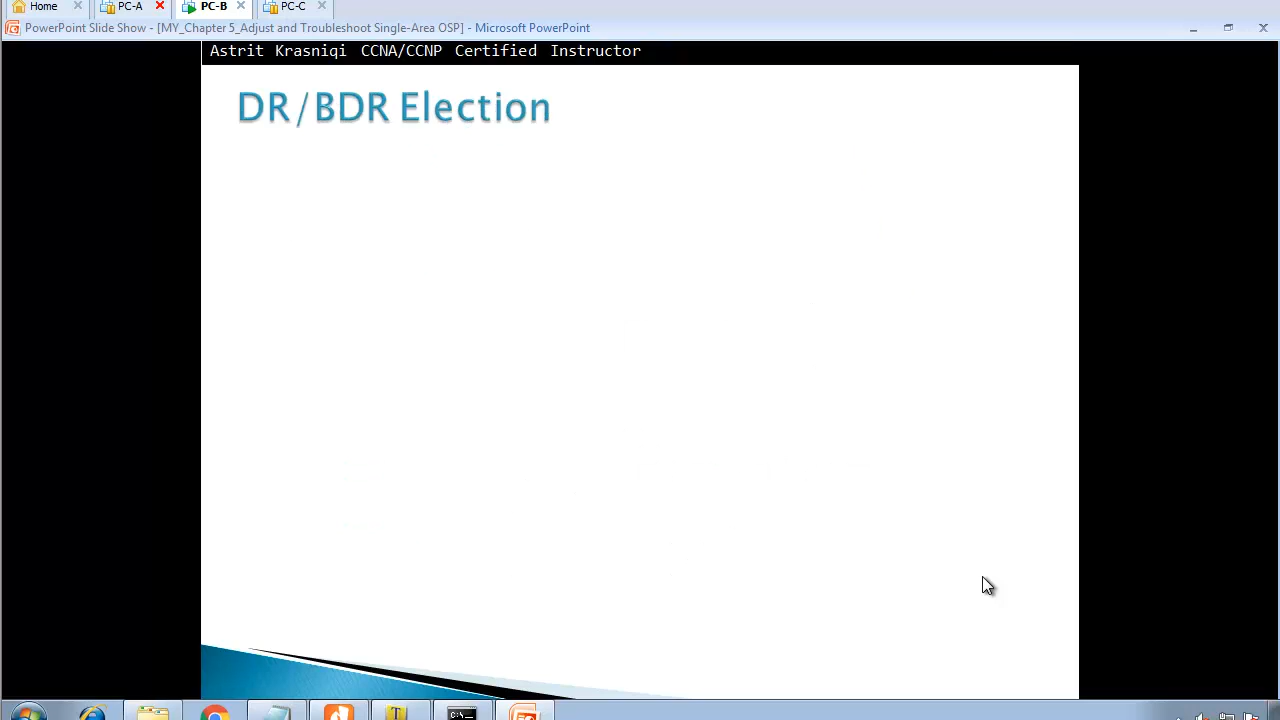 Home PC-A PC-B PC-C
PowerPoint Slide Show - [MY_Chapter 5_Adjust and Troubleshoot Single-Area OSP] - Microsoft PowerPoint
Astrit Krasniqi CCNA/CCNP Certified Instructor
DR/BDR Election
C:\_